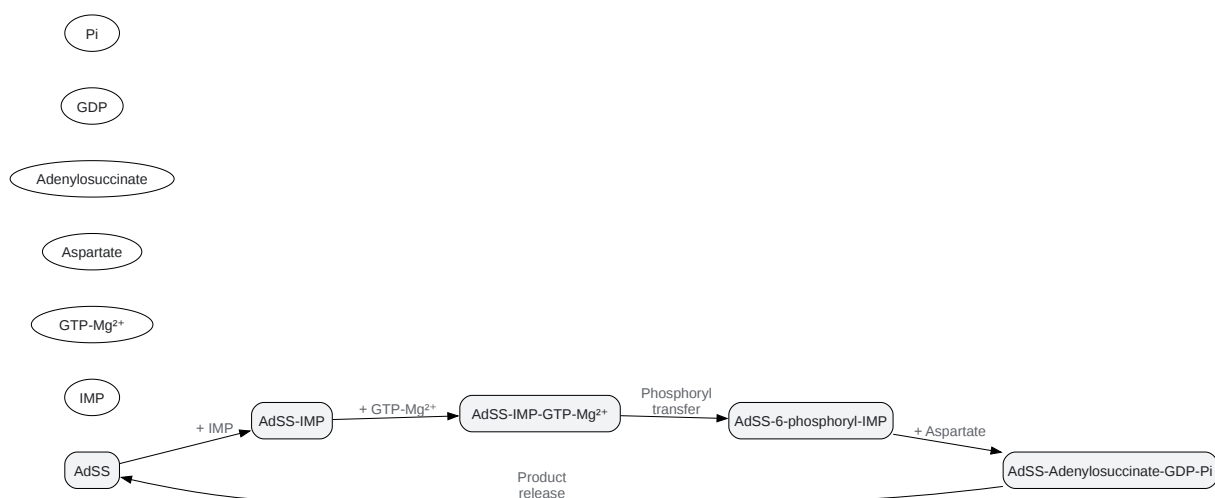 Pi
GDP
Adenylosuccinate
Aspartate
GTP-Mg²⁺
IMP
AdSS
+ IMP
AdSS-IMP
+ GTP-Mg²⁺
AdSS-IMP-GTP-Mg²⁺
Phosphoryl
transfer
AdSS-6-phosphoryl-IMP
+ Aspartate
AdSS-Adenylosuccinate-GDP-Pi
Product
release